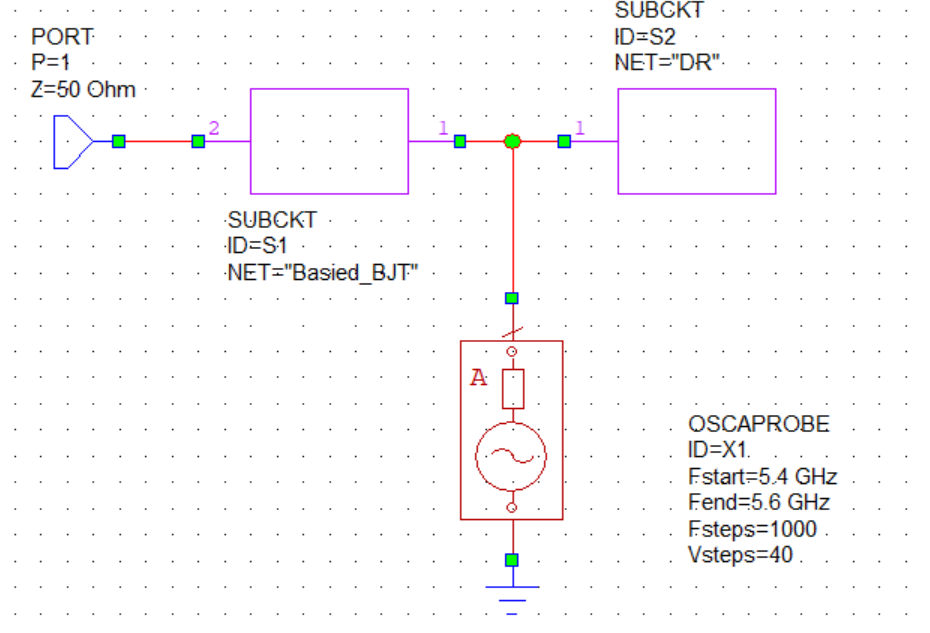 SUBCKT
ID=S2
NET="DR"
PORT
P=1
Z=50 Ohm
2
1
1
SUBCKT
ID=S1
NET="Basied_BJT"
A
OSCAPROBE
ID=X1
Fstart=5.4 GHz
Fend=5.6 GHz
Fsteps=1000
Vsteps=40